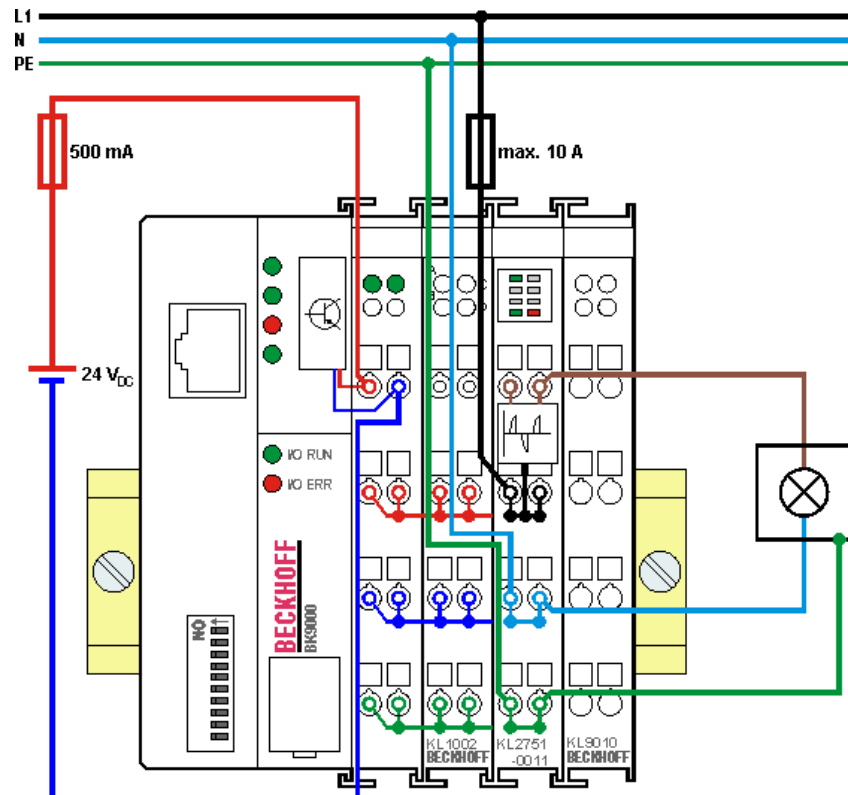 L1
N
PE
500 mA
max. 10 A
24 VDC
I/O RUN
I/O ERR
BECKHOFF
BK9000
ON
KL1002
BECKHOFF
KL2751
-0011
KL9010
BECKHOFF